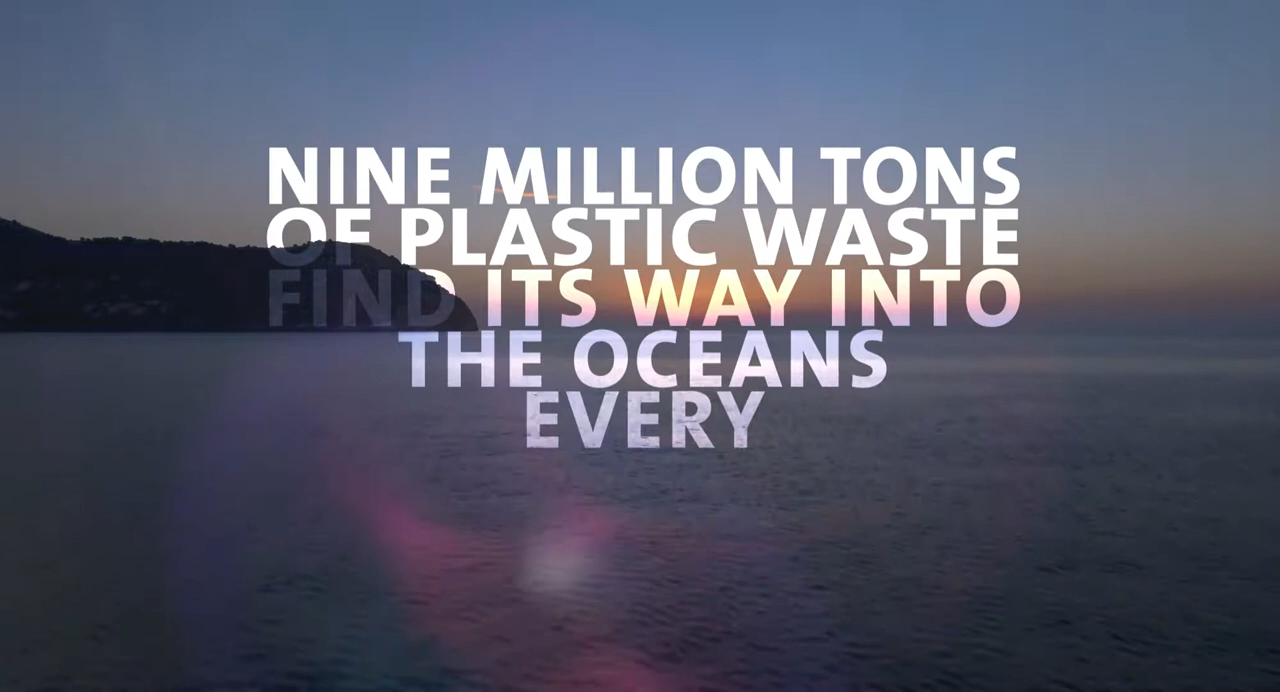 NINE MILLION TONS
OF PLASTIC WASTE
FIND ITS WAY INTO
THE OCEANS
EVERY